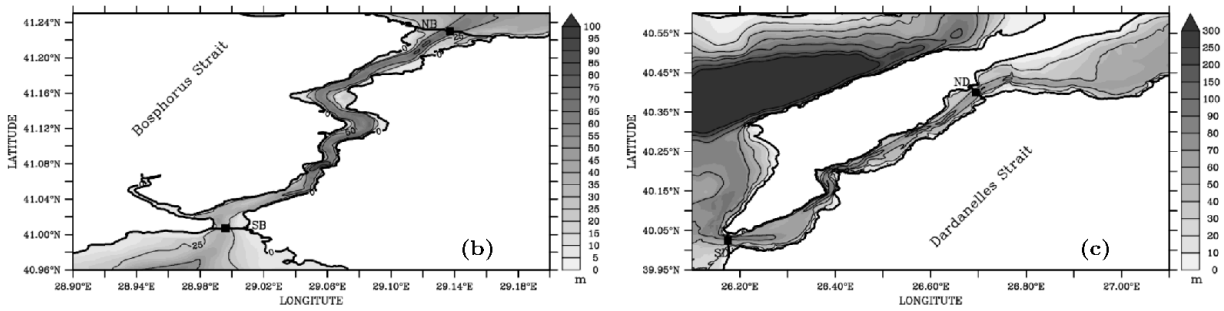 41.24°N
41.20°N
41.16°N
41.12°N
41.08°N
41.04°N
41.00°N
40.96°N
LATITUDE
28.90°E
28.94°E
28.98°E
29.02°E
29.06°E
29.10°E
29.14°E
29.18°E
LONGITUTE
Bosphorus Strait
NB
SB
25
0
(b)
100
95
90
85
80
75
70
65
60
55
50
45
40
35
30
25
20
15
10
5
0
m
40.55°N
40.45°N
40.35°N
40.25°N
40.15°N
40.05°N
39.95°N
LATITUDE
26.20°E
26.40°E
26.60°E
26.80°E
27.00°E
LONGITUTE
Dardanelles Strait
ND
SD
(c)
300
250
200
150
100
90
80
70
60
50
40
30
20
10
0
m